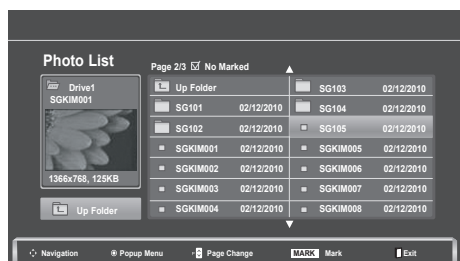 Photo List
Page 2/3 ☑ No Marked
Drive1
SGKIM001
1366x768, 125KB
Up Folder
Up Folder
SG101 02/12/2010
SG102 02/12/2010
SGKIM001 02/12/2010
SGKIM002 02/12/2010
SGKIM003 02/12/2010
SGKIM004 02/12/2010
SG103 02/12/2010
SG104 02/12/2010
SG105 02/12/2010
SGKIM005 02/12/2010
SGKIM006 02/12/2010
SGKIM007 02/12/2010
SGKIM008 02/12/2010
Navigation Popup Menu Page Change MARK Mark Exit